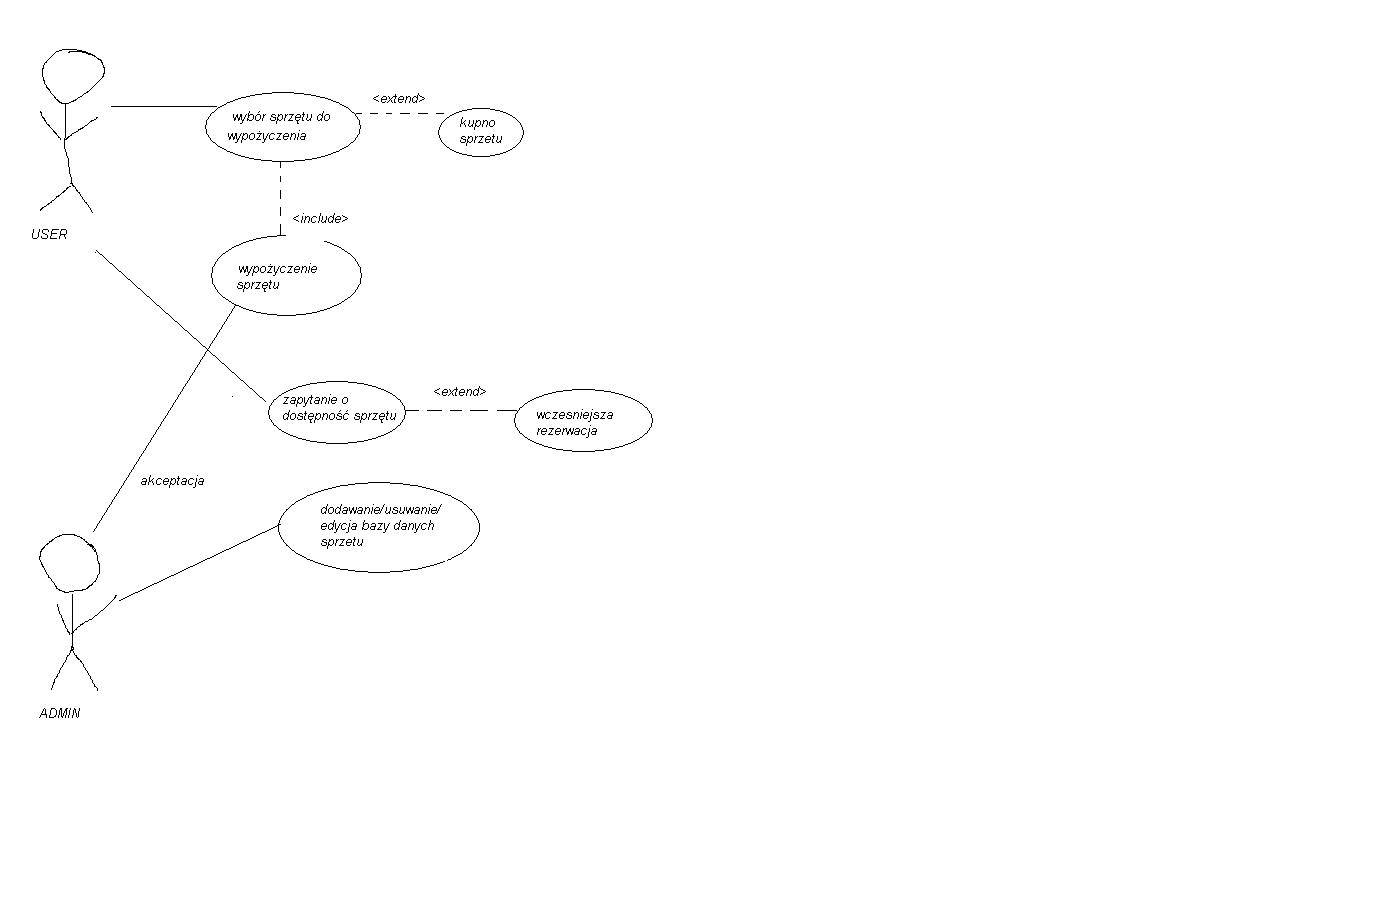 <extend>
wybór sprzętu do
wypożyczenia
kupno
sprzetu
<include>
USER
wypożyczenie
sprzętu
zapytanie o
dostępność sprzętu
<extend>
wczesniejsza
rezerwacja
akceptacja
dodawanie/usuwanie/
edycja bazy danych
sprzetu
ADMIN